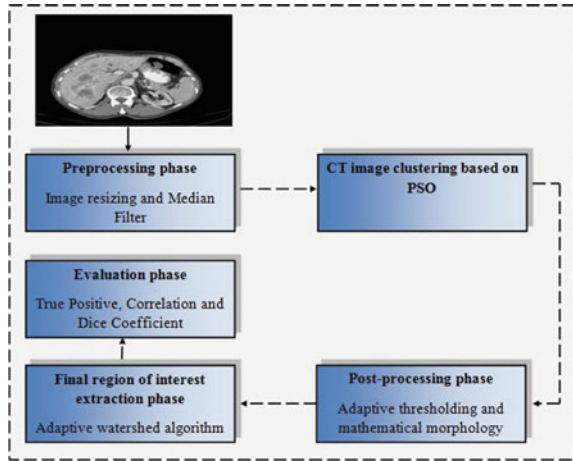 Preprocessing phase
Image resizing and Median
Filter
CT image clustering based on
PSO
Evaluation phase
True Positive, Correlation and
Dice Coefficient
Final region of interest
extraction phase
Adaptive watershed algorithm
Post-processing phase
Adaptive thresholding and
mathematical morphology